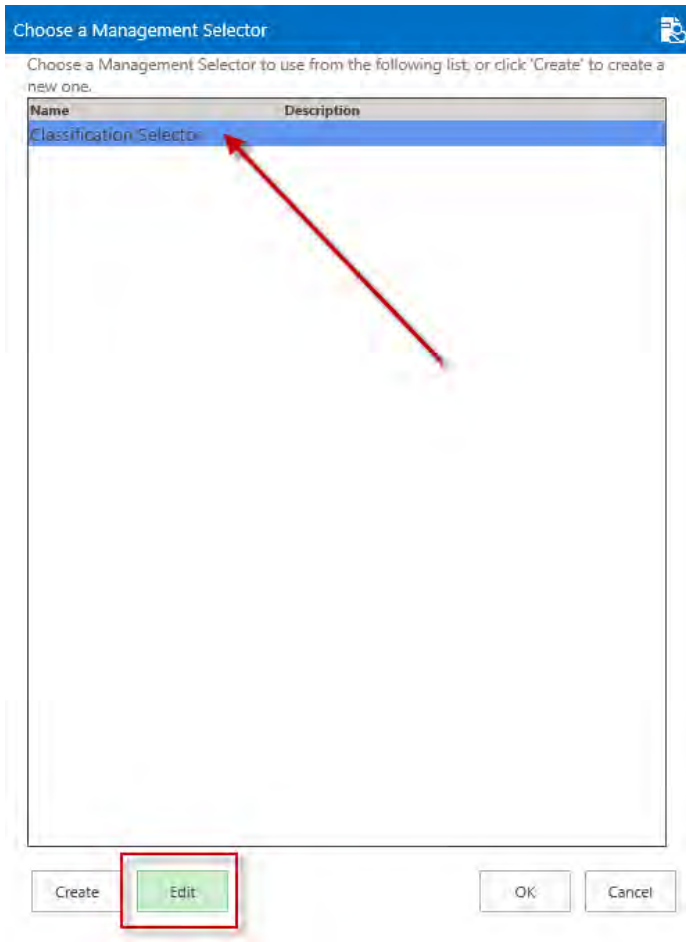 Choose a Management Selector
Choose a Management Selector to use from the following list, or click 'Create' to create a
new one.
Name Description
Classification Selector
Create Edit OK Cancel